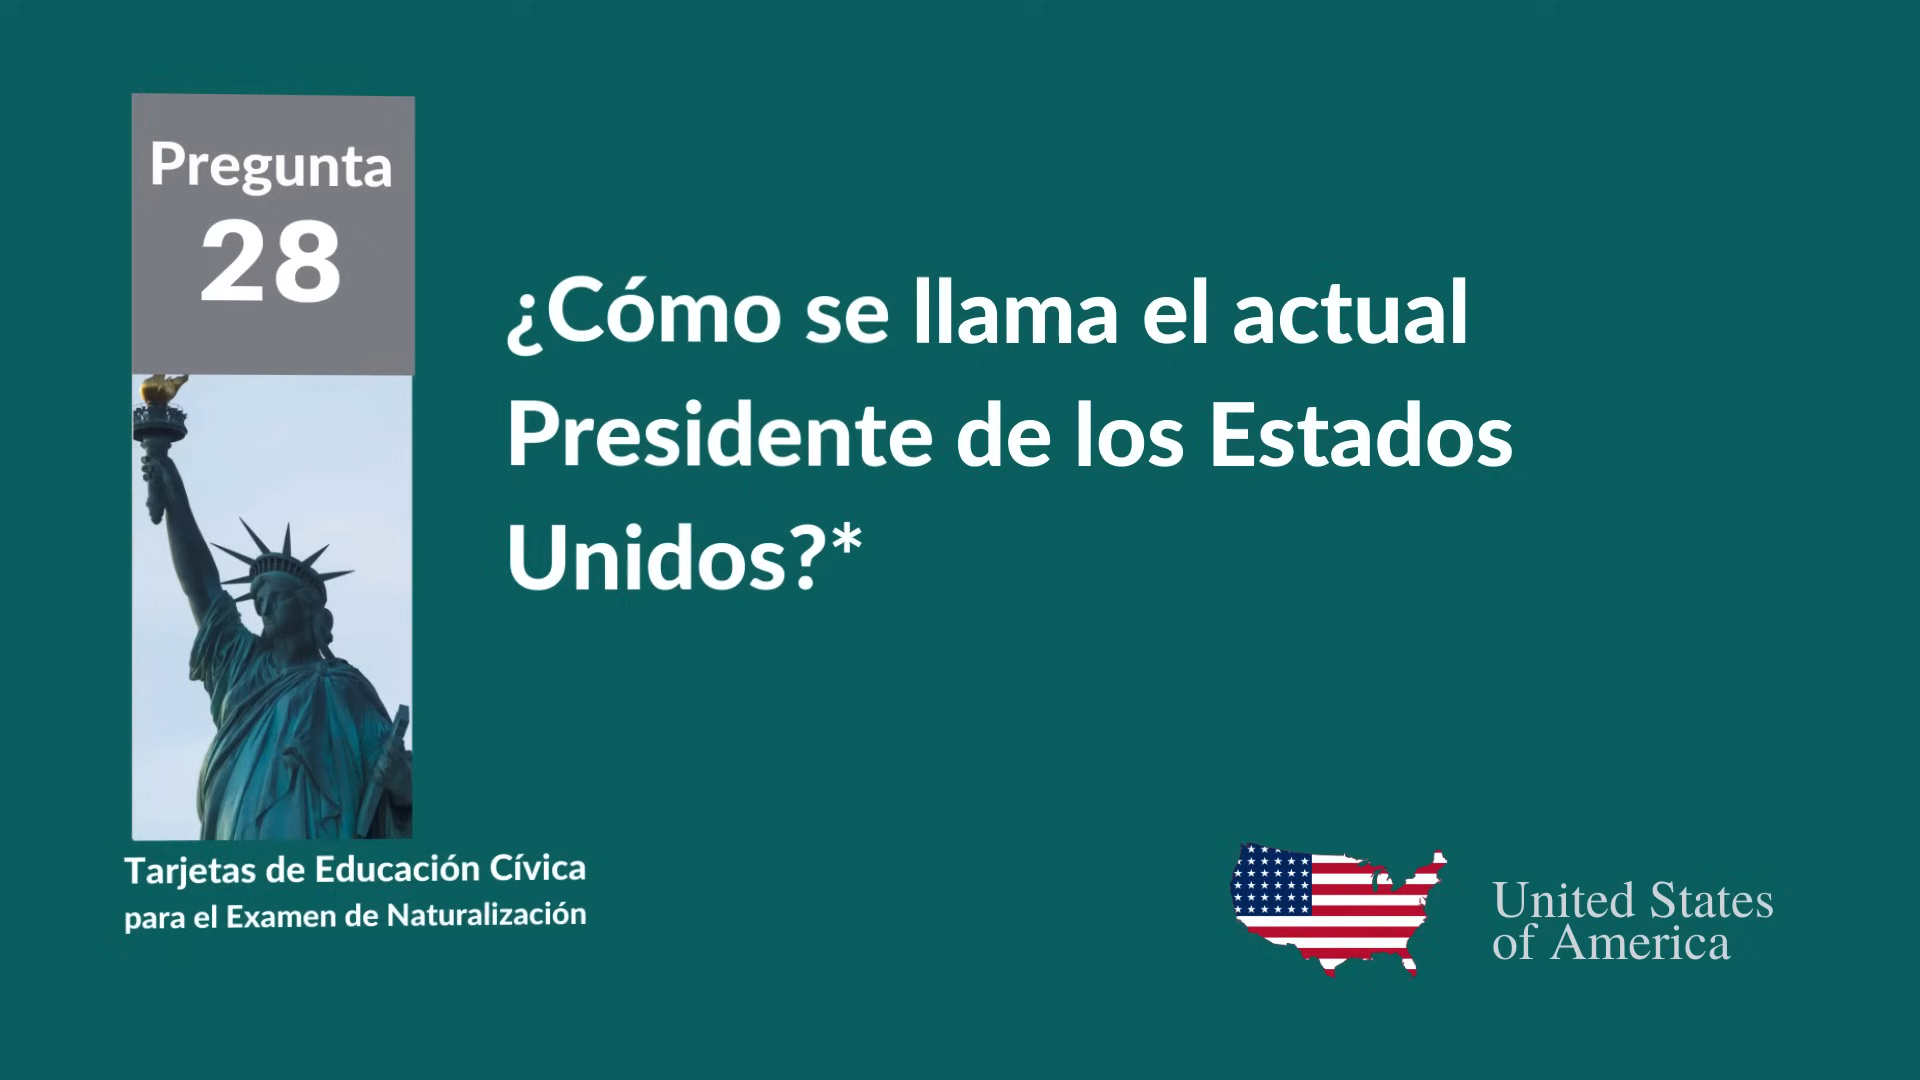 Pregunta
28
¿Cómo se llama el actual
Presidente de los Estados
Unidos?*
Tarjetas de Educación Cívica
para el Examen de Naturalización
United States
of America